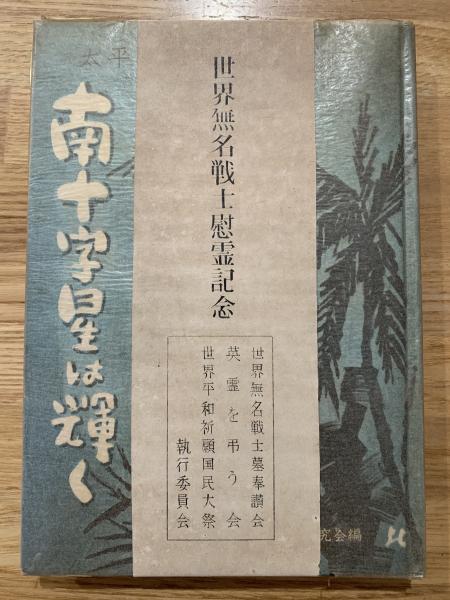 太平
南十字星は輝く
世界無名戦士慰霊記念
世界無名戦士墓奉讃会
英霊を弔う会
世界平和祈願国民大祭
執行委員会
究会編